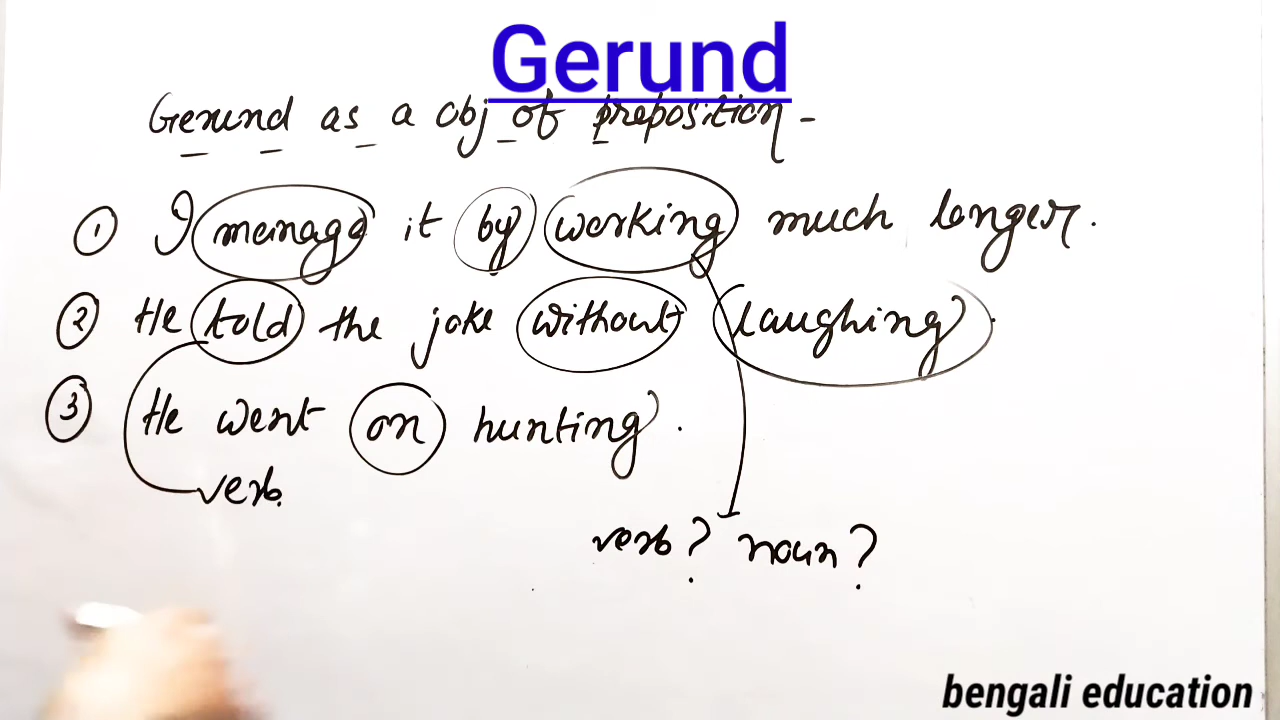 Gerund
Gerund as a obj of preposition -
① I manage it by working much longer.
② He told the joke without laughing.
③ He went on hunting.
verb.
verb? noun?
bengali education